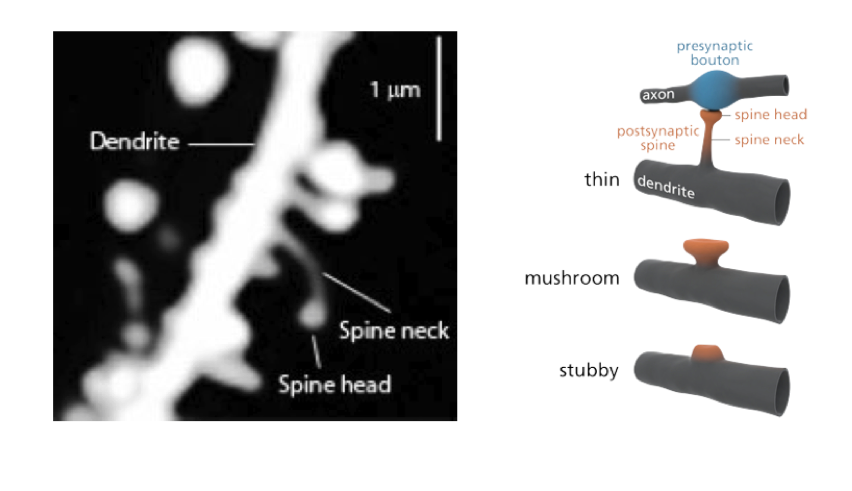 1 µm
Dendrite
Spine neck
Spine head
presynaptic
bouton
axon
spine head
postsynaptic
spine
spine neck
thin
dendrite
mushroom
stubby